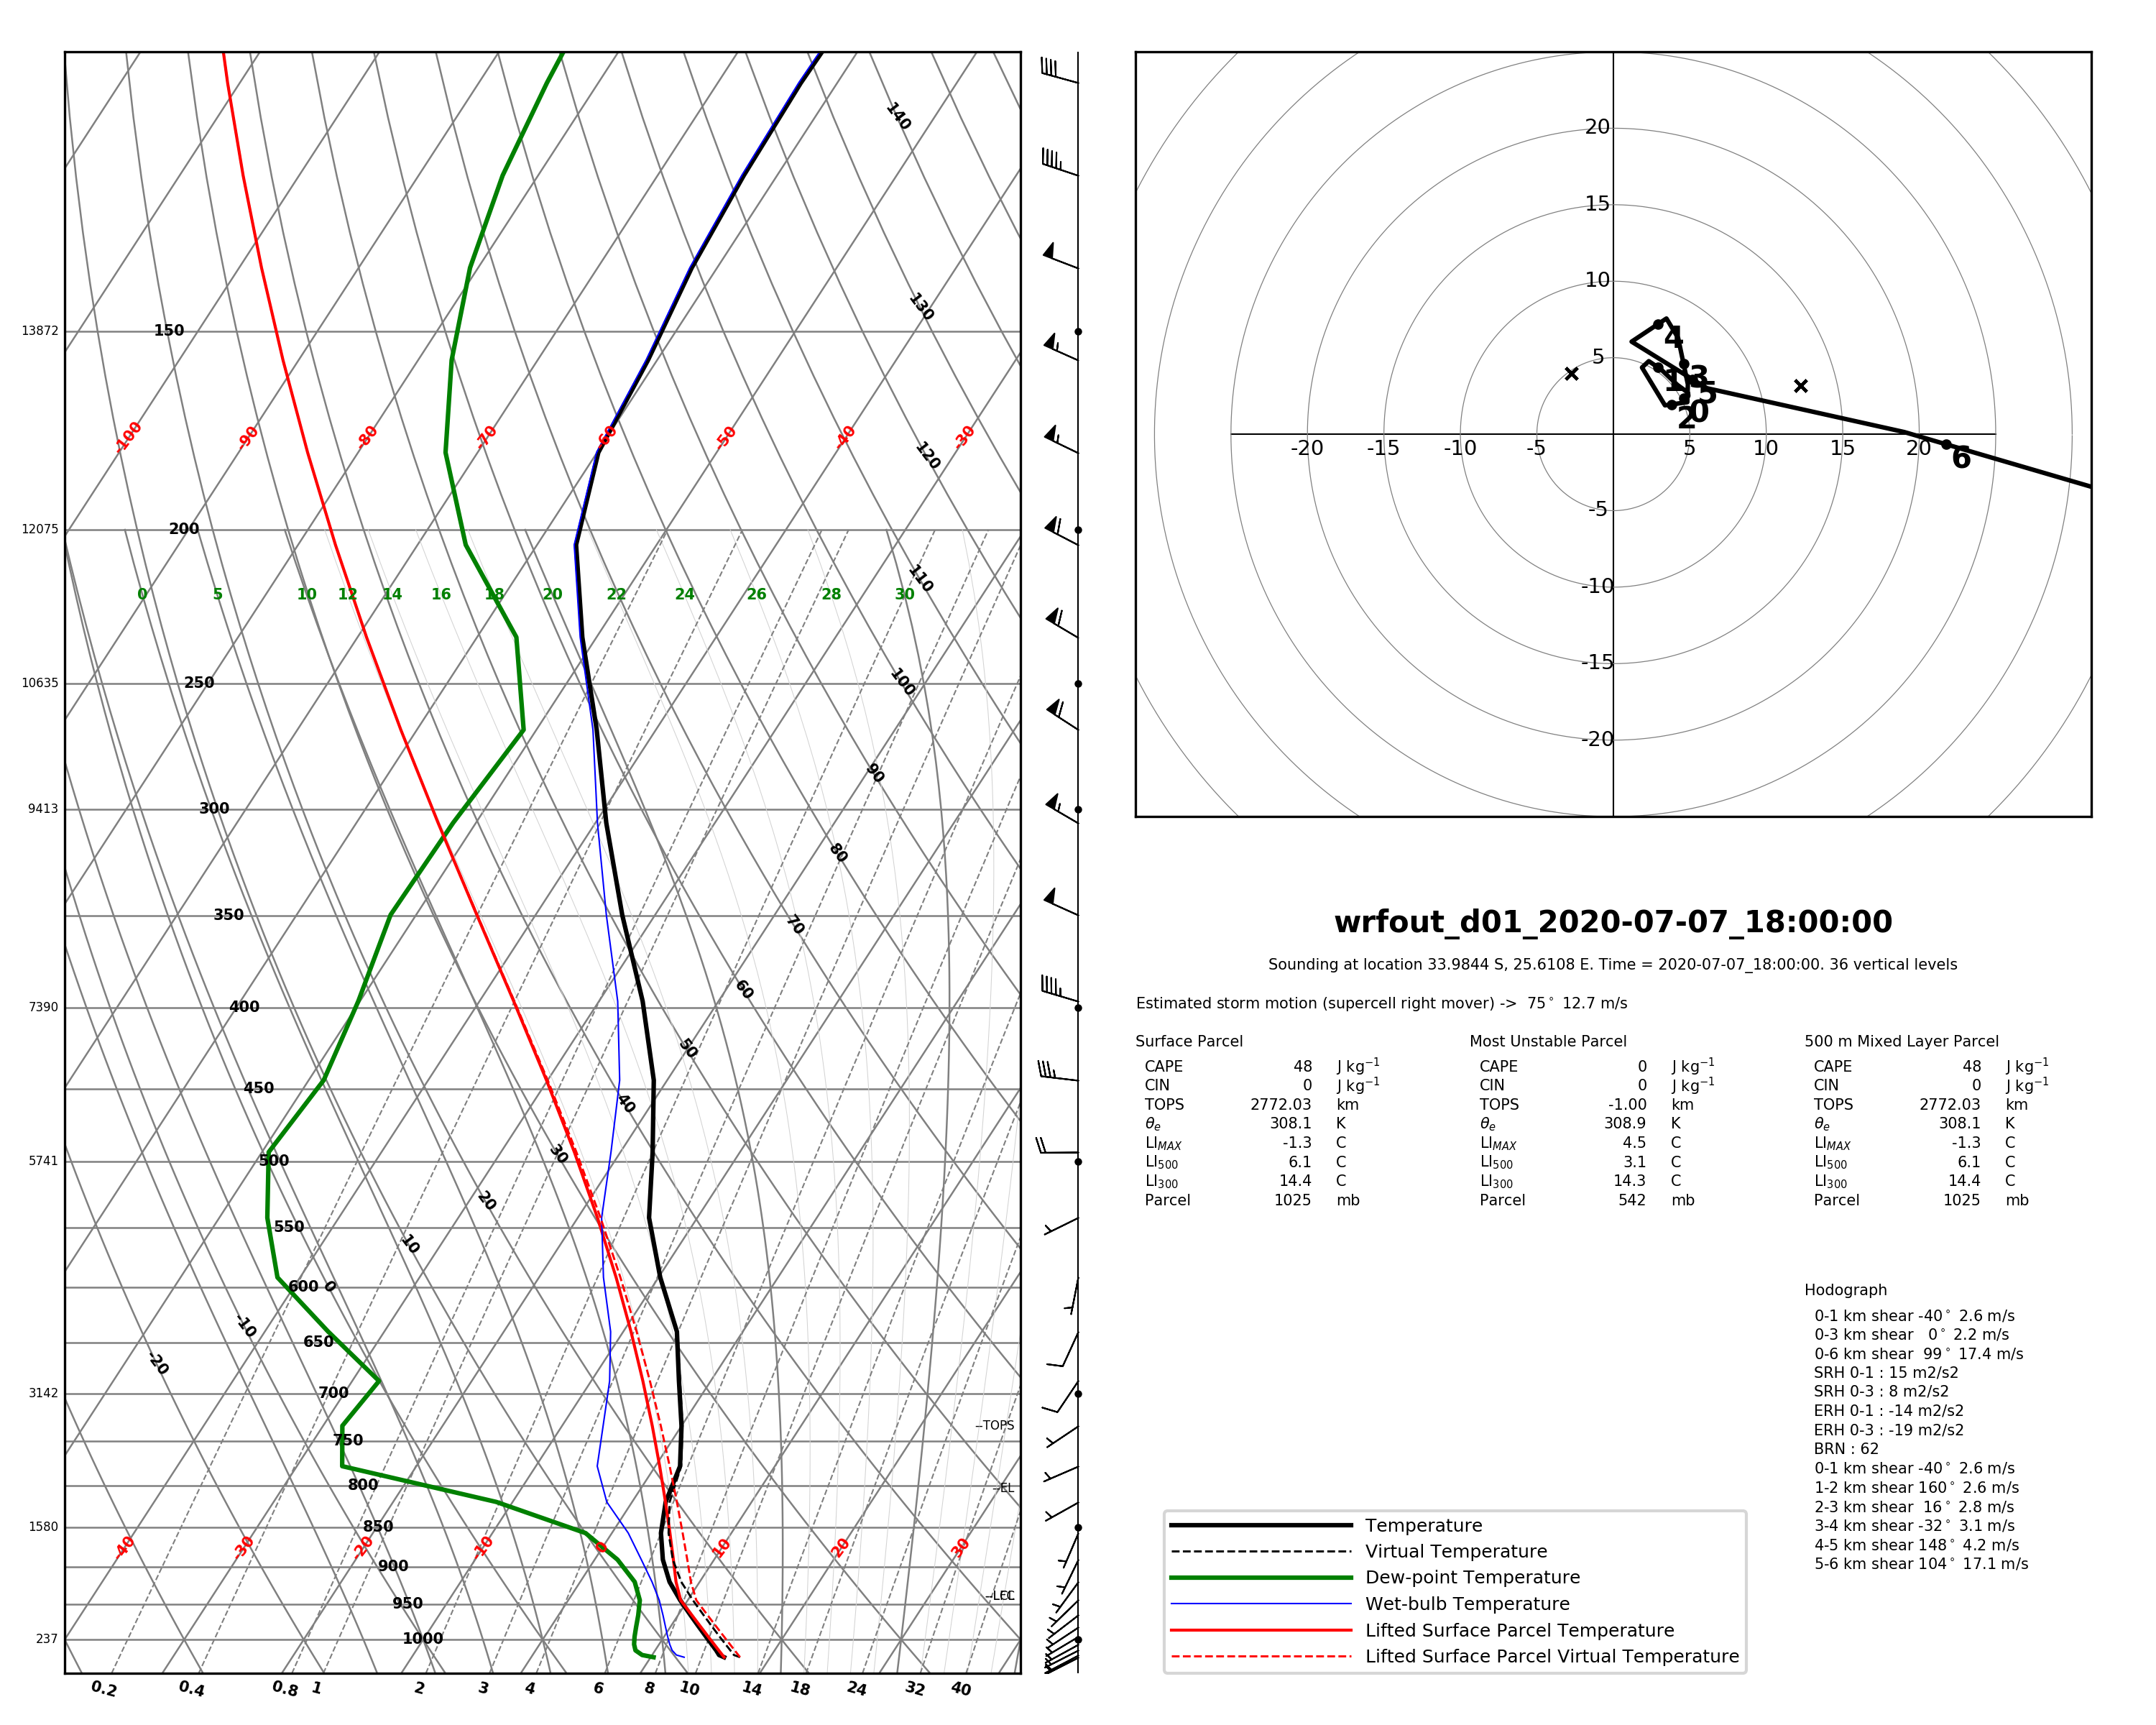 140
130
13872 150
-100 -90 -80 -70 -60 -50 -40 -30
120
12075 200
110
0 5 10 12 14 16 18 20 22 24 26 28 30
100
10635 250
90
9413 300
80
350
70
7390 400
60
50
450
40
5741 500
30
20
550
10
600 0
650
-10
-20
3142 700
–TOPS
750
800
–EL
1580 850
-40 -30 -20 -10 0 10 20 30
900
950
237 1000
0.2 0.4 0.8 1 2 3 4 6 8 10 14 18 24 32 40
20
15
10
5
-20 -15 -10 -5 5 10 15 20
-5
-10
-15
-20
0
1
2
3
4
5
6
wrfout_d01_2020-07-07_18:00:00
Sounding at location 33.9844 S, 25.6108 E. Time = 2020-07-07_18:00:00. 36 vertical levels
Estimated storm motion (supercell right mover) -> 75° 12.7 m/s
Surface Parcel
CAPE 48 J kg⁻¹
CIN 0 J kg⁻¹
TOPS 2772.03 km
θe 308.1 K
LI_MAX -1.3 C
LI500 6.1 C
LI300 14.4 C
Parcel 1025 mb
Most Unstable Parcel
CAPE 0 J kg⁻¹
CIN 0 J kg⁻¹
TOPS -1.00 km
θe 308.9 K
LI_MAX 4.5 C
LI500 3.1 C
LI300 14.3 C
Parcel 542 mb
500 m Mixed Layer Parcel
CAPE 48 J kg⁻¹
CIN 0 J kg⁻¹
TOPS 2772.03 km
θe 308.1 K
LI_MAX -1.3 C
LI500 6.1 C
LI300 14.4 C
Parcel 1025 mb
Hodograph
0-1 km shear -40° 2.6 m/s
0-3 km shear 0° 2.2 m/s
0-6 km shear 99° 17.4 m/s
SRH 0-1 : 15 m2/s2
SRH 0-3 : 8 m2/s2
ERH 0-1 : -14 m2/s2
ERH 0-3 : -19 m2/s2
BRN : 62
0-1 km shear -40° 2.6 m/s
1-2 km shear 160° 2.6 m/s
2-3 km shear 16° 2.8 m/s
3-4 km shear -32° 3.1 m/s
4-5 km shear 148° 4.2 m/s
5-6 km shear 104° 17.1 m/s
Temperature
Virtual Temperature
Dew-point Temperature
Wet-bulb Temperature
Lifted Surface Parcel Temperature
Lifted Surface Parcel Virtual Temperature